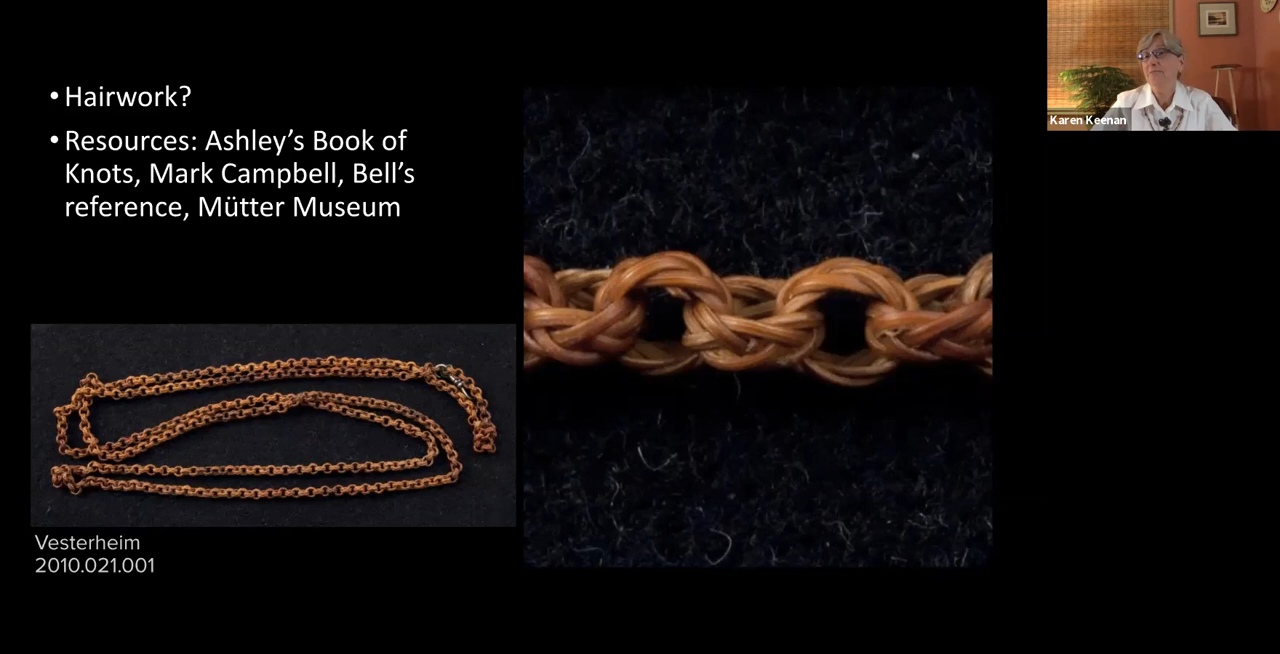 • Hairwork?
• Resources: Ashley’s Book of
Knots, Mark Campbell, Bell’s
reference, Mütter Museum
Vesterheim
2010.021.001
Karen Keenan